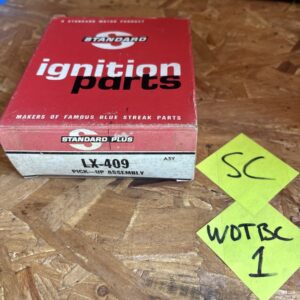 A STANDARD MOTOR PRODUCT
STANDARD
ignition
parts
MAKERS OF FAMOUS BLUE STREAK PARTS
STANDARD PLUS
LX-409
ASY
PICK-UP ASSEMBLY
SC
WOTBC
1